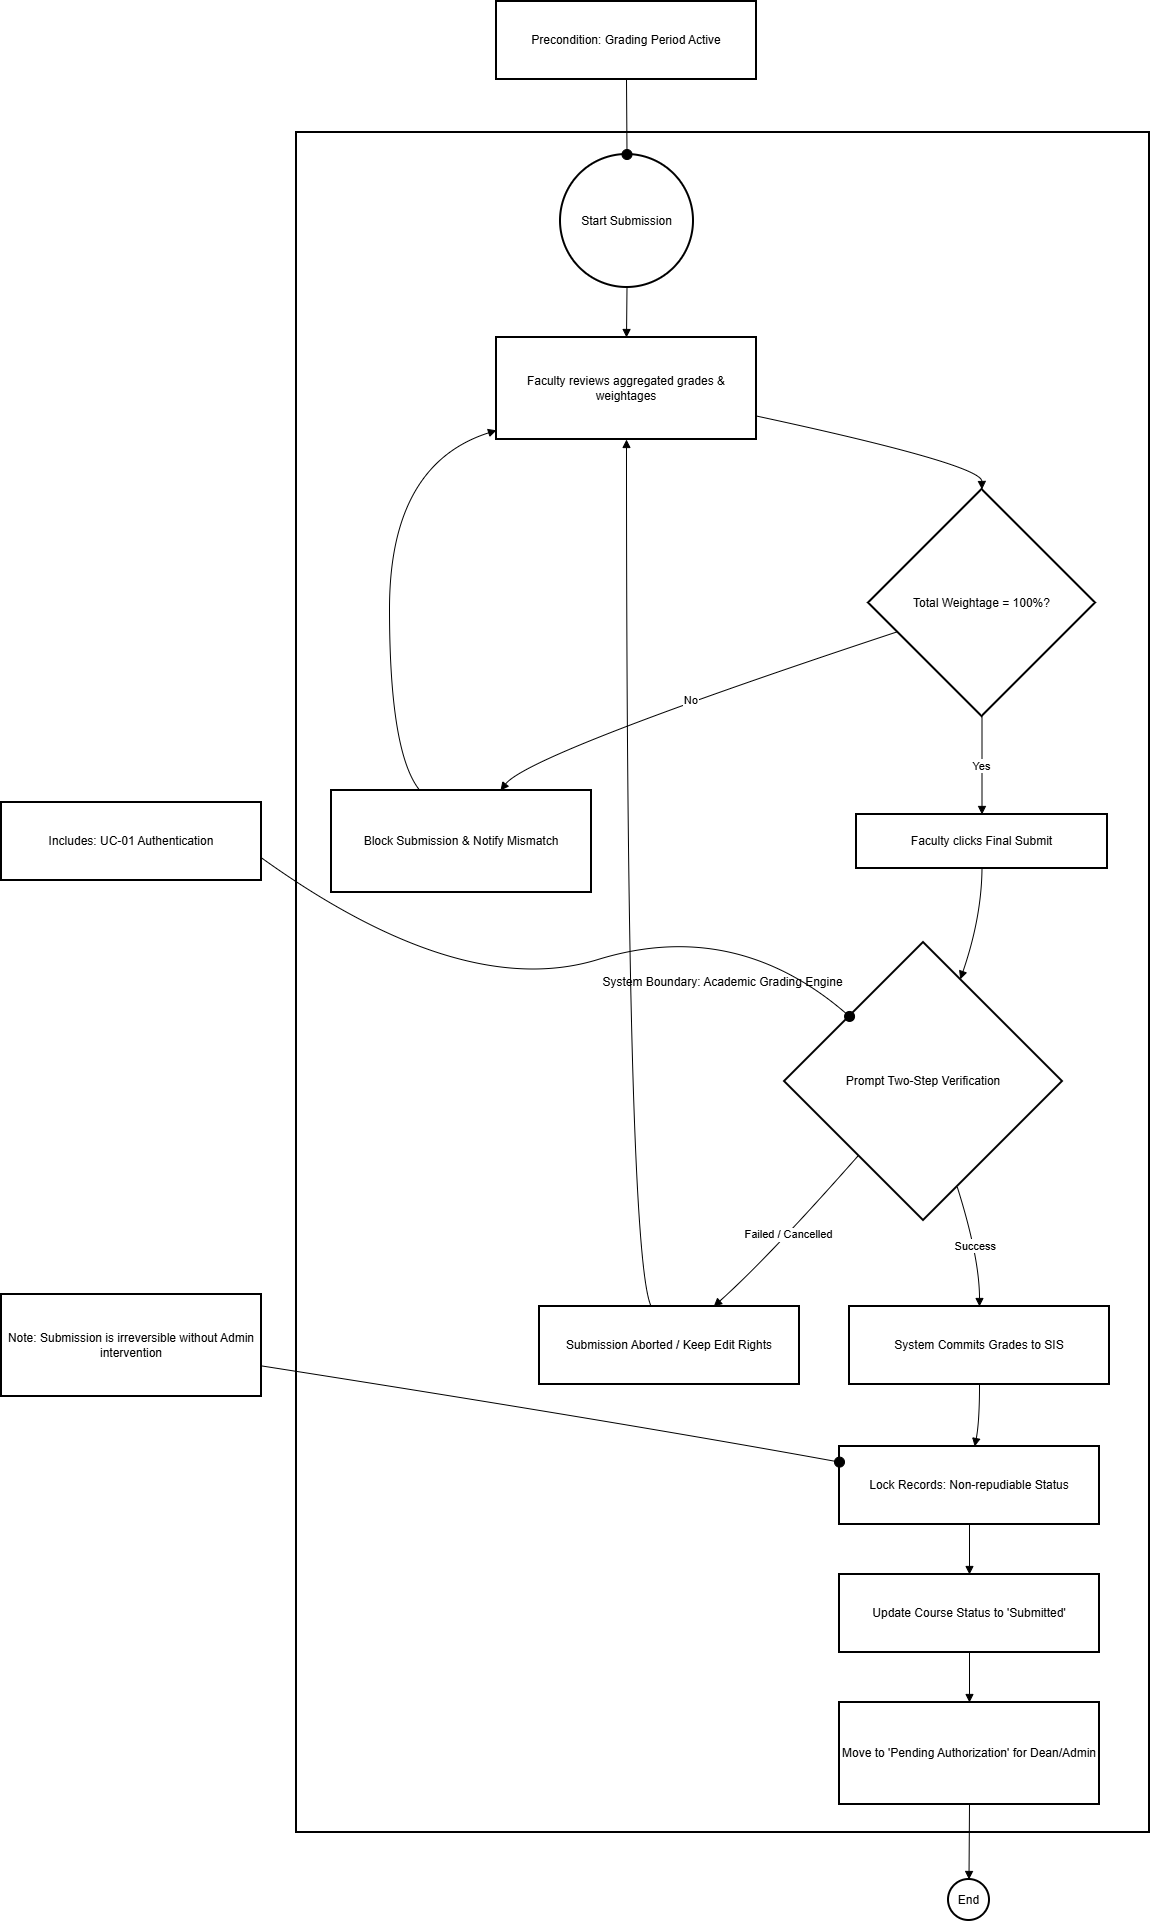 Precondition: Grading Period Active
Start Submission
Faculty reviews aggregated grades &
weightages
Total Weightage = 100%?
No
Yes
Block Submission & Notify Mismatch
Includes: UC-01 Authentication
Faculty clicks Final Submit
System Boundary: Academic Grading Engine
Prompt Two-Step Verification
Failed / Cancelled
Success
Note: Submission is irreversible without Admin
intervention
Submission Aborted / Keep Edit Rights
System Commits Grades to SIS
Lock Records: Non-repudiable Status
Update Course Status to 'Submitted'
Move to 'Pending Authorization' for Dean/Admin
End